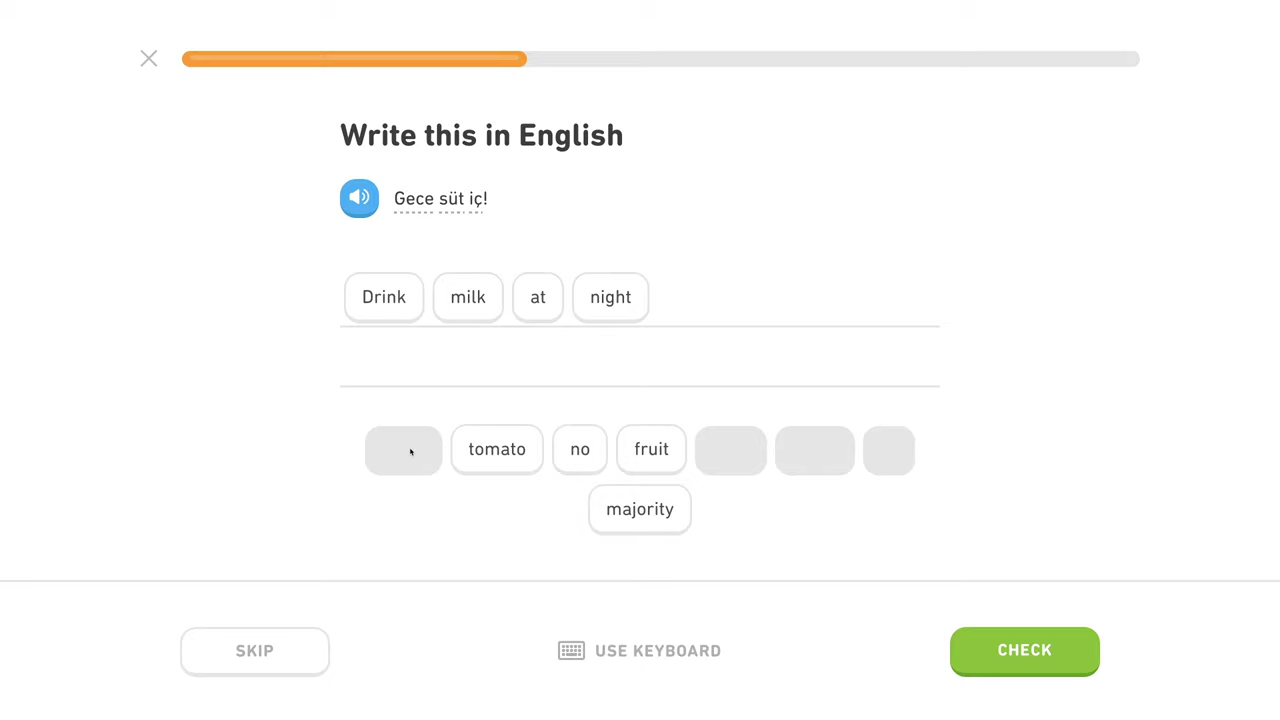 Write this in English
Gece süt iç!
Drink milk at night
tomato no fruit
majority
SKIP USE KEYBOARD CHECK